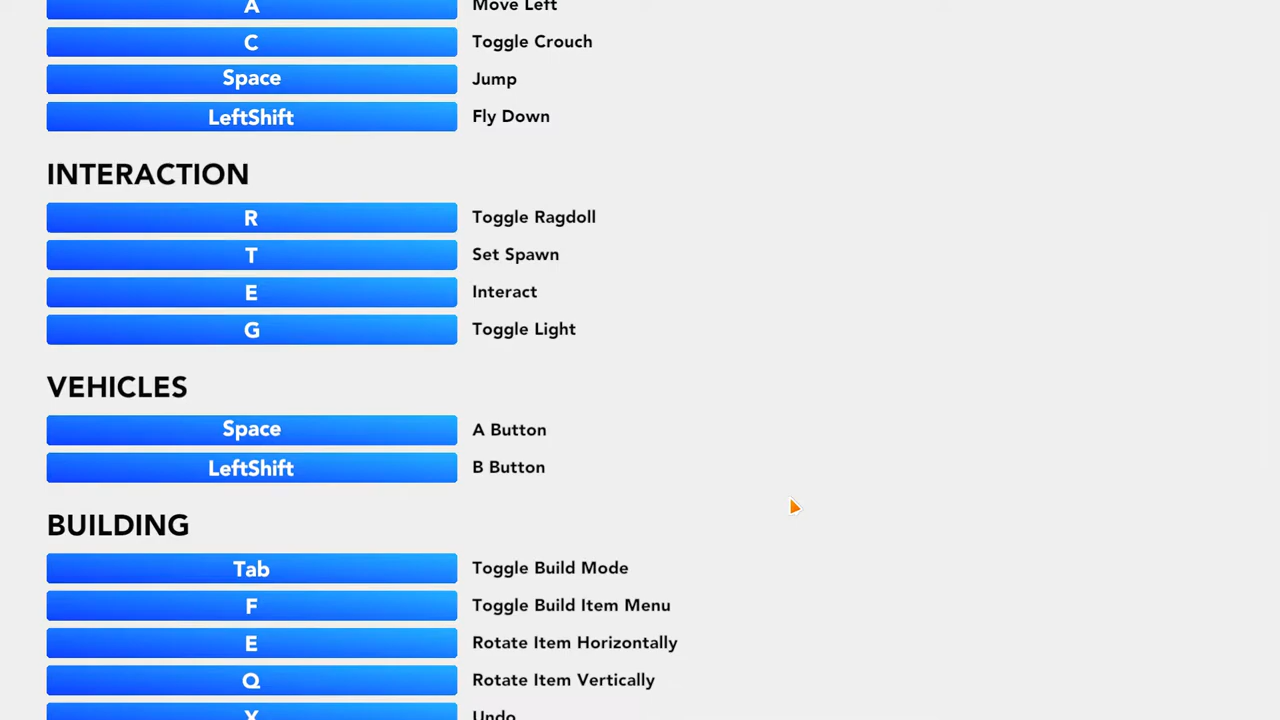 A Move Left
C Toggle Crouch
Space Jump
LeftShift Fly Down
INTERACTION
R Toggle Ragdoll
T Set Spawn
E Interact
G Toggle Light
VEHICLES
Space A Button
LeftShift B Button
BUILDING
Tab Toggle Build Mode
F Toggle Build Item Menu
E Rotate Item Horizontally
Q Rotate Item Vertically
X Undo